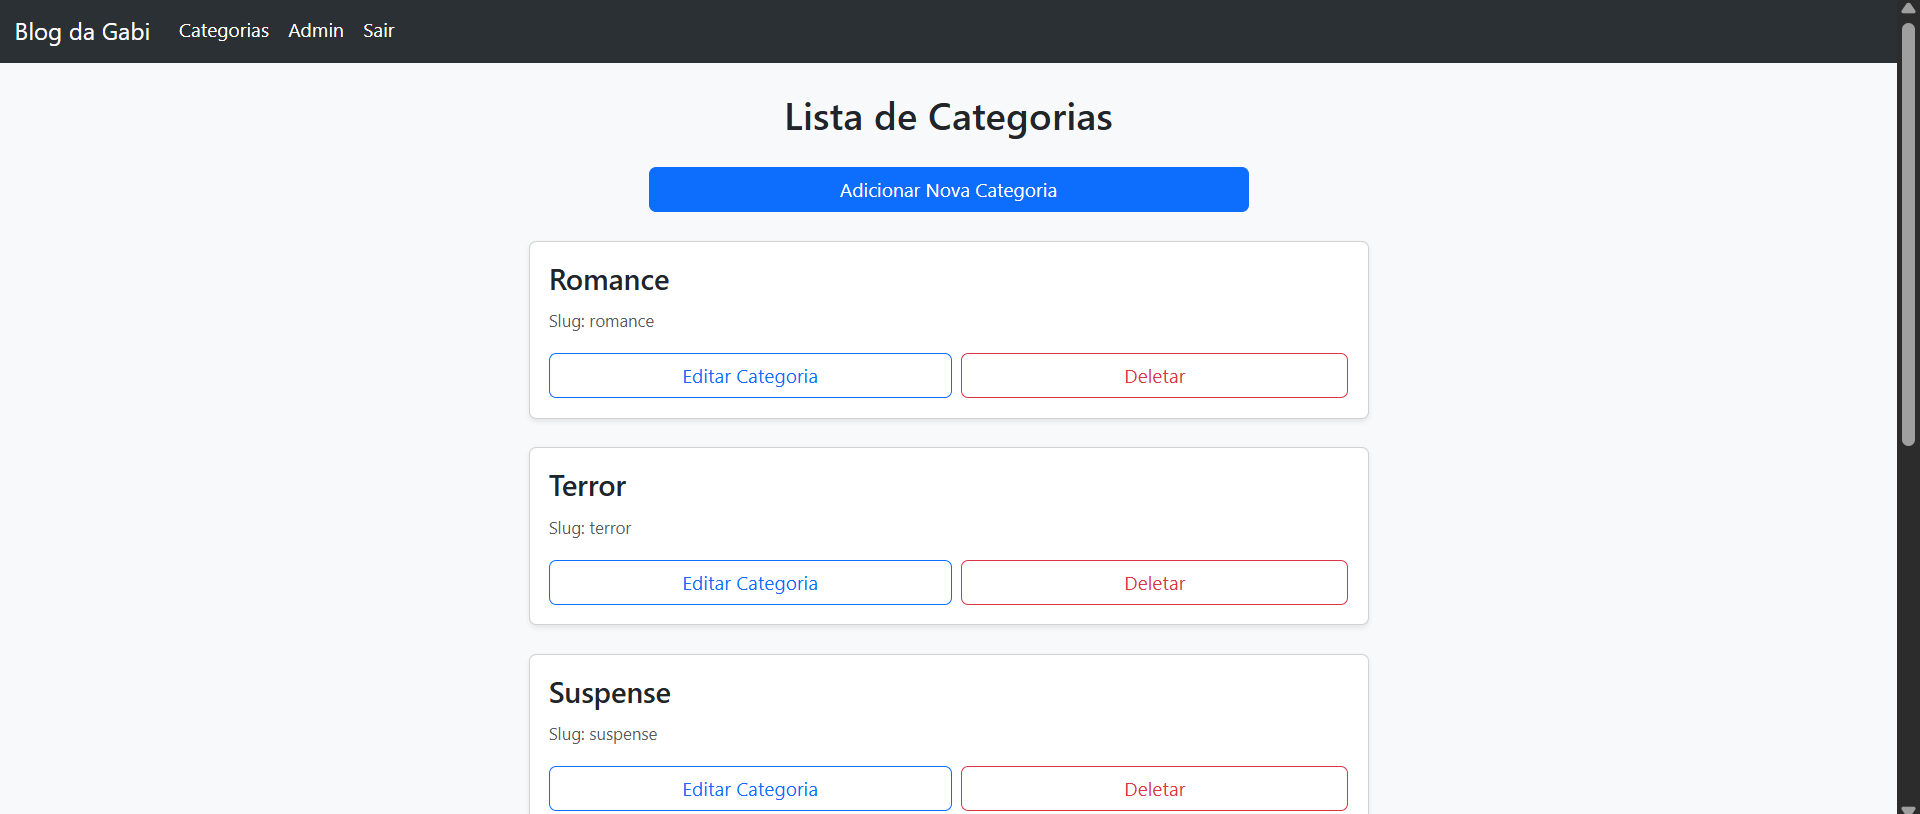 Blog da Gabi Categorias Admin Sair
Lista de Categorias
Adicionar Nova Categoria
Romance
Slug: romance
Editar Categoria Deletar
Terror
Slug: terror
Editar Categoria Deletar
Suspense
Slug: suspense
Editar Categoria Deletar